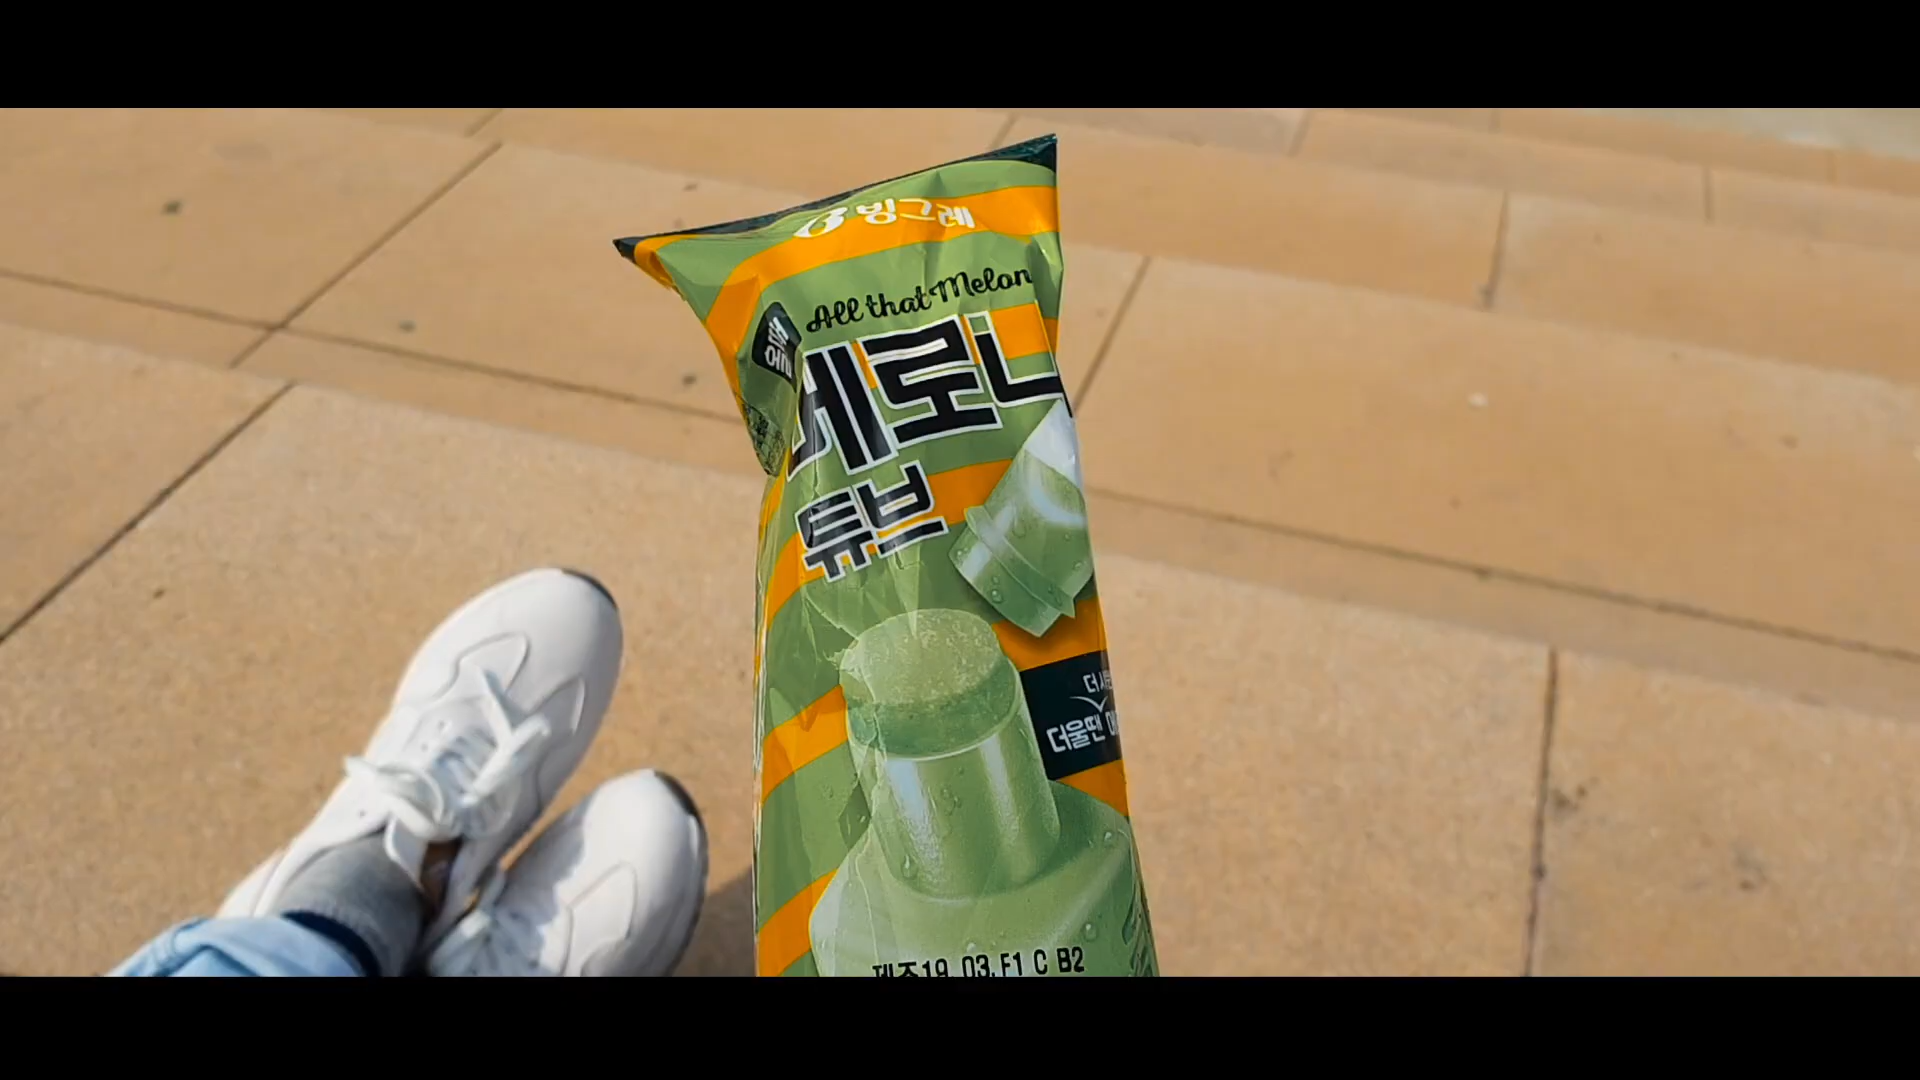 빙그레
All that Melon
메로나
튜브
더위땐
제조19. 03. F1 C B2